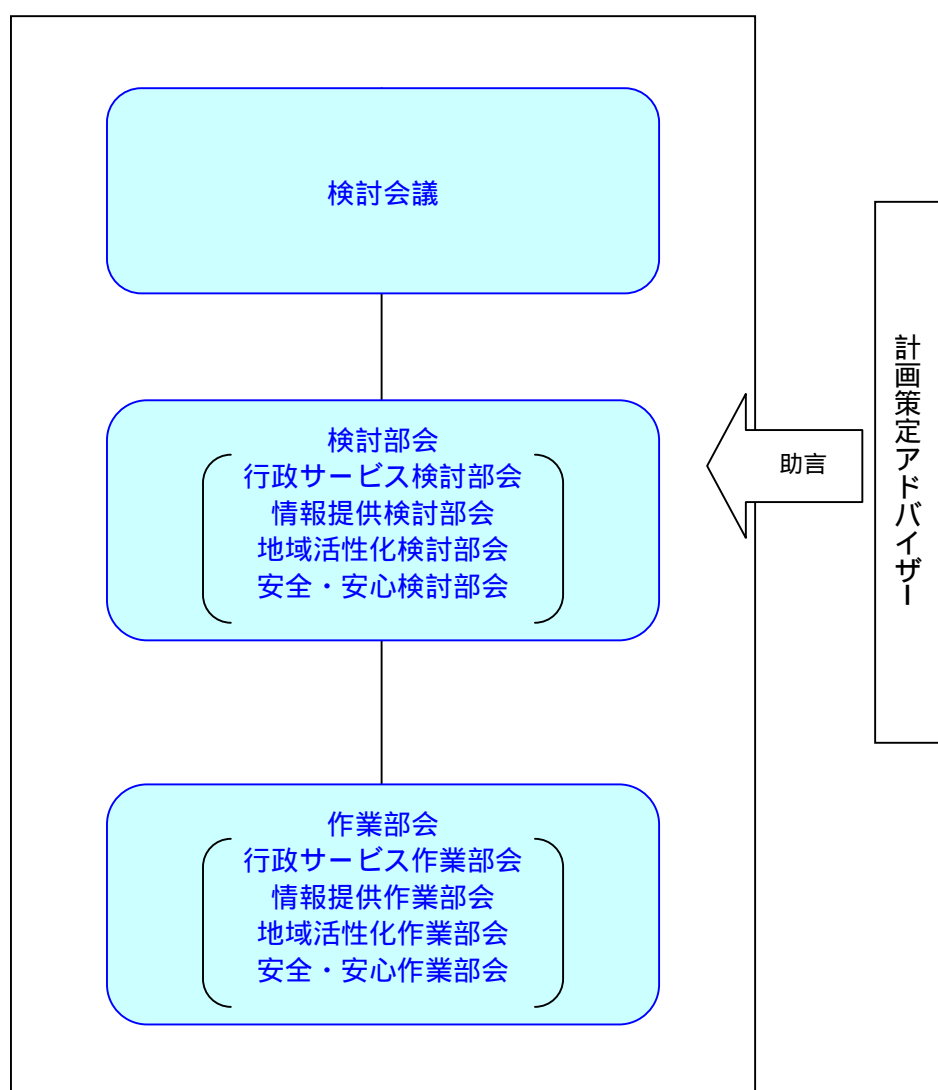 検討会議
検討部会
行政サービス検討部会
情報提供検討部会
地域活性化検討部会
安全・安心検討部会
作業部会
行政サービス作業部会
情報提供作業部会
地域活性化作業部会
安全・安心作業部会
助言
計画策定アドバイザー